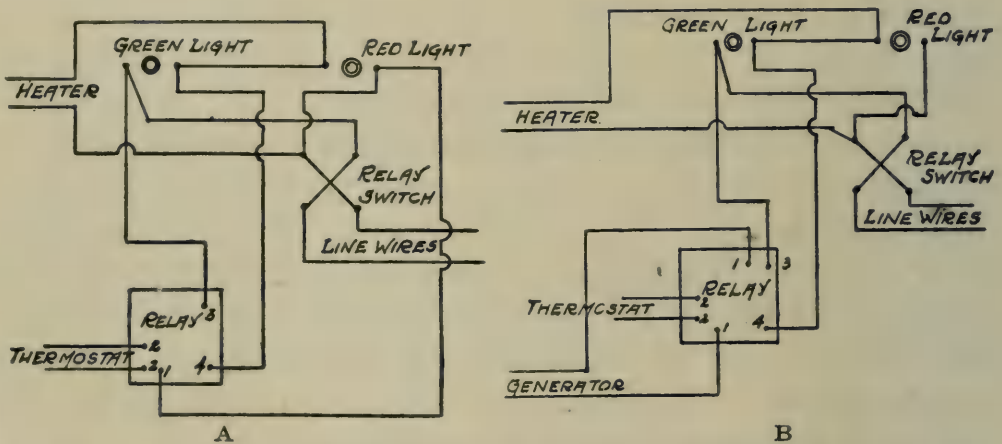 GREEN LIGHT
RED LIGHT
HEATER
RELAY
SWITCH
LINE WIRES
RELAY 3
2
THERMOSTAT 2 1 4
A
GREEN LIGHT
RED
LIGHT
HEATER.
RELAY
SWITCH
LINE WIRES
1 3
RELAY
2
THERMOSTAT 2 1 4
GENERATOR
B